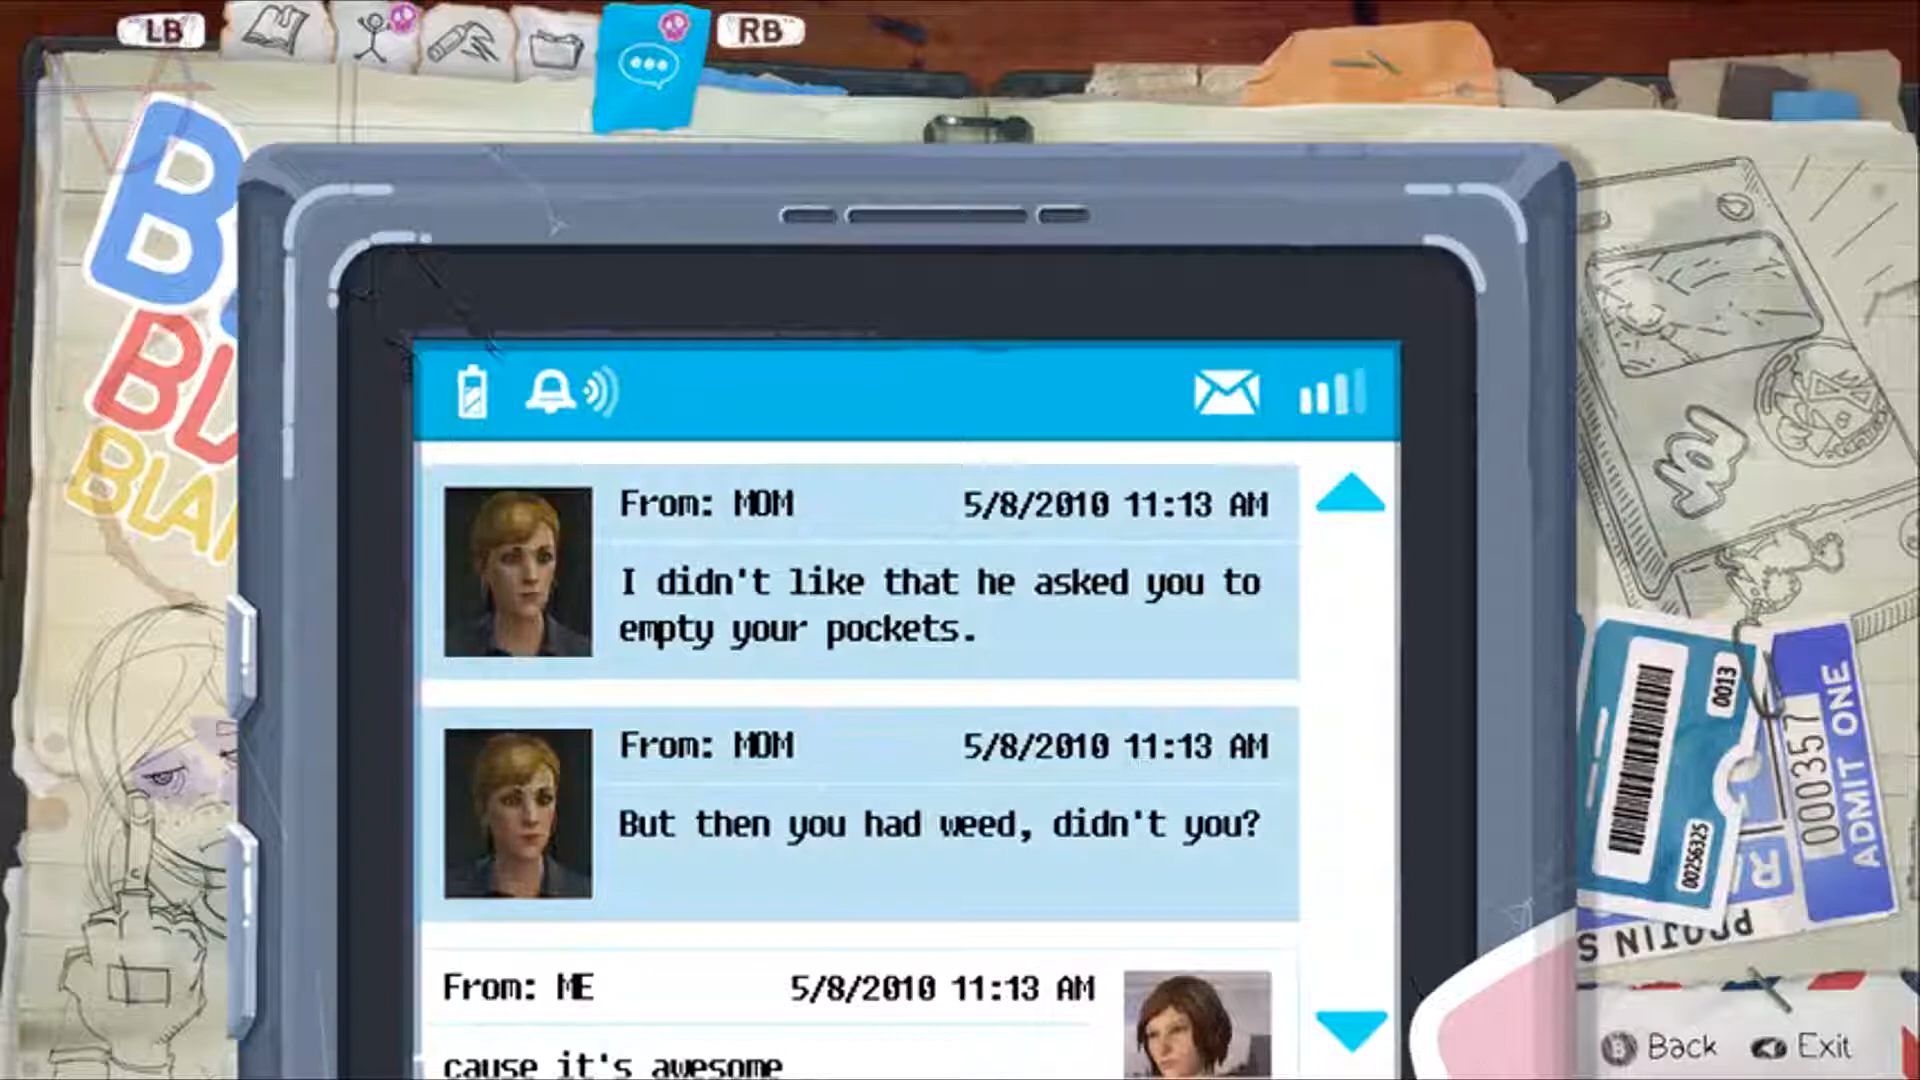 LB
RB
From: MOM 5/8/2010 11:13 AM
I didn't like that he asked you to
empty your pockets.
From: MOM 5/8/2010 11:13 AM
But then you had weed, didn't you?
From: ME 5/8/2010 11:13 AM
cause it's awesome
0013
00256325
000357
ADMIT ONE
B Back
Exit